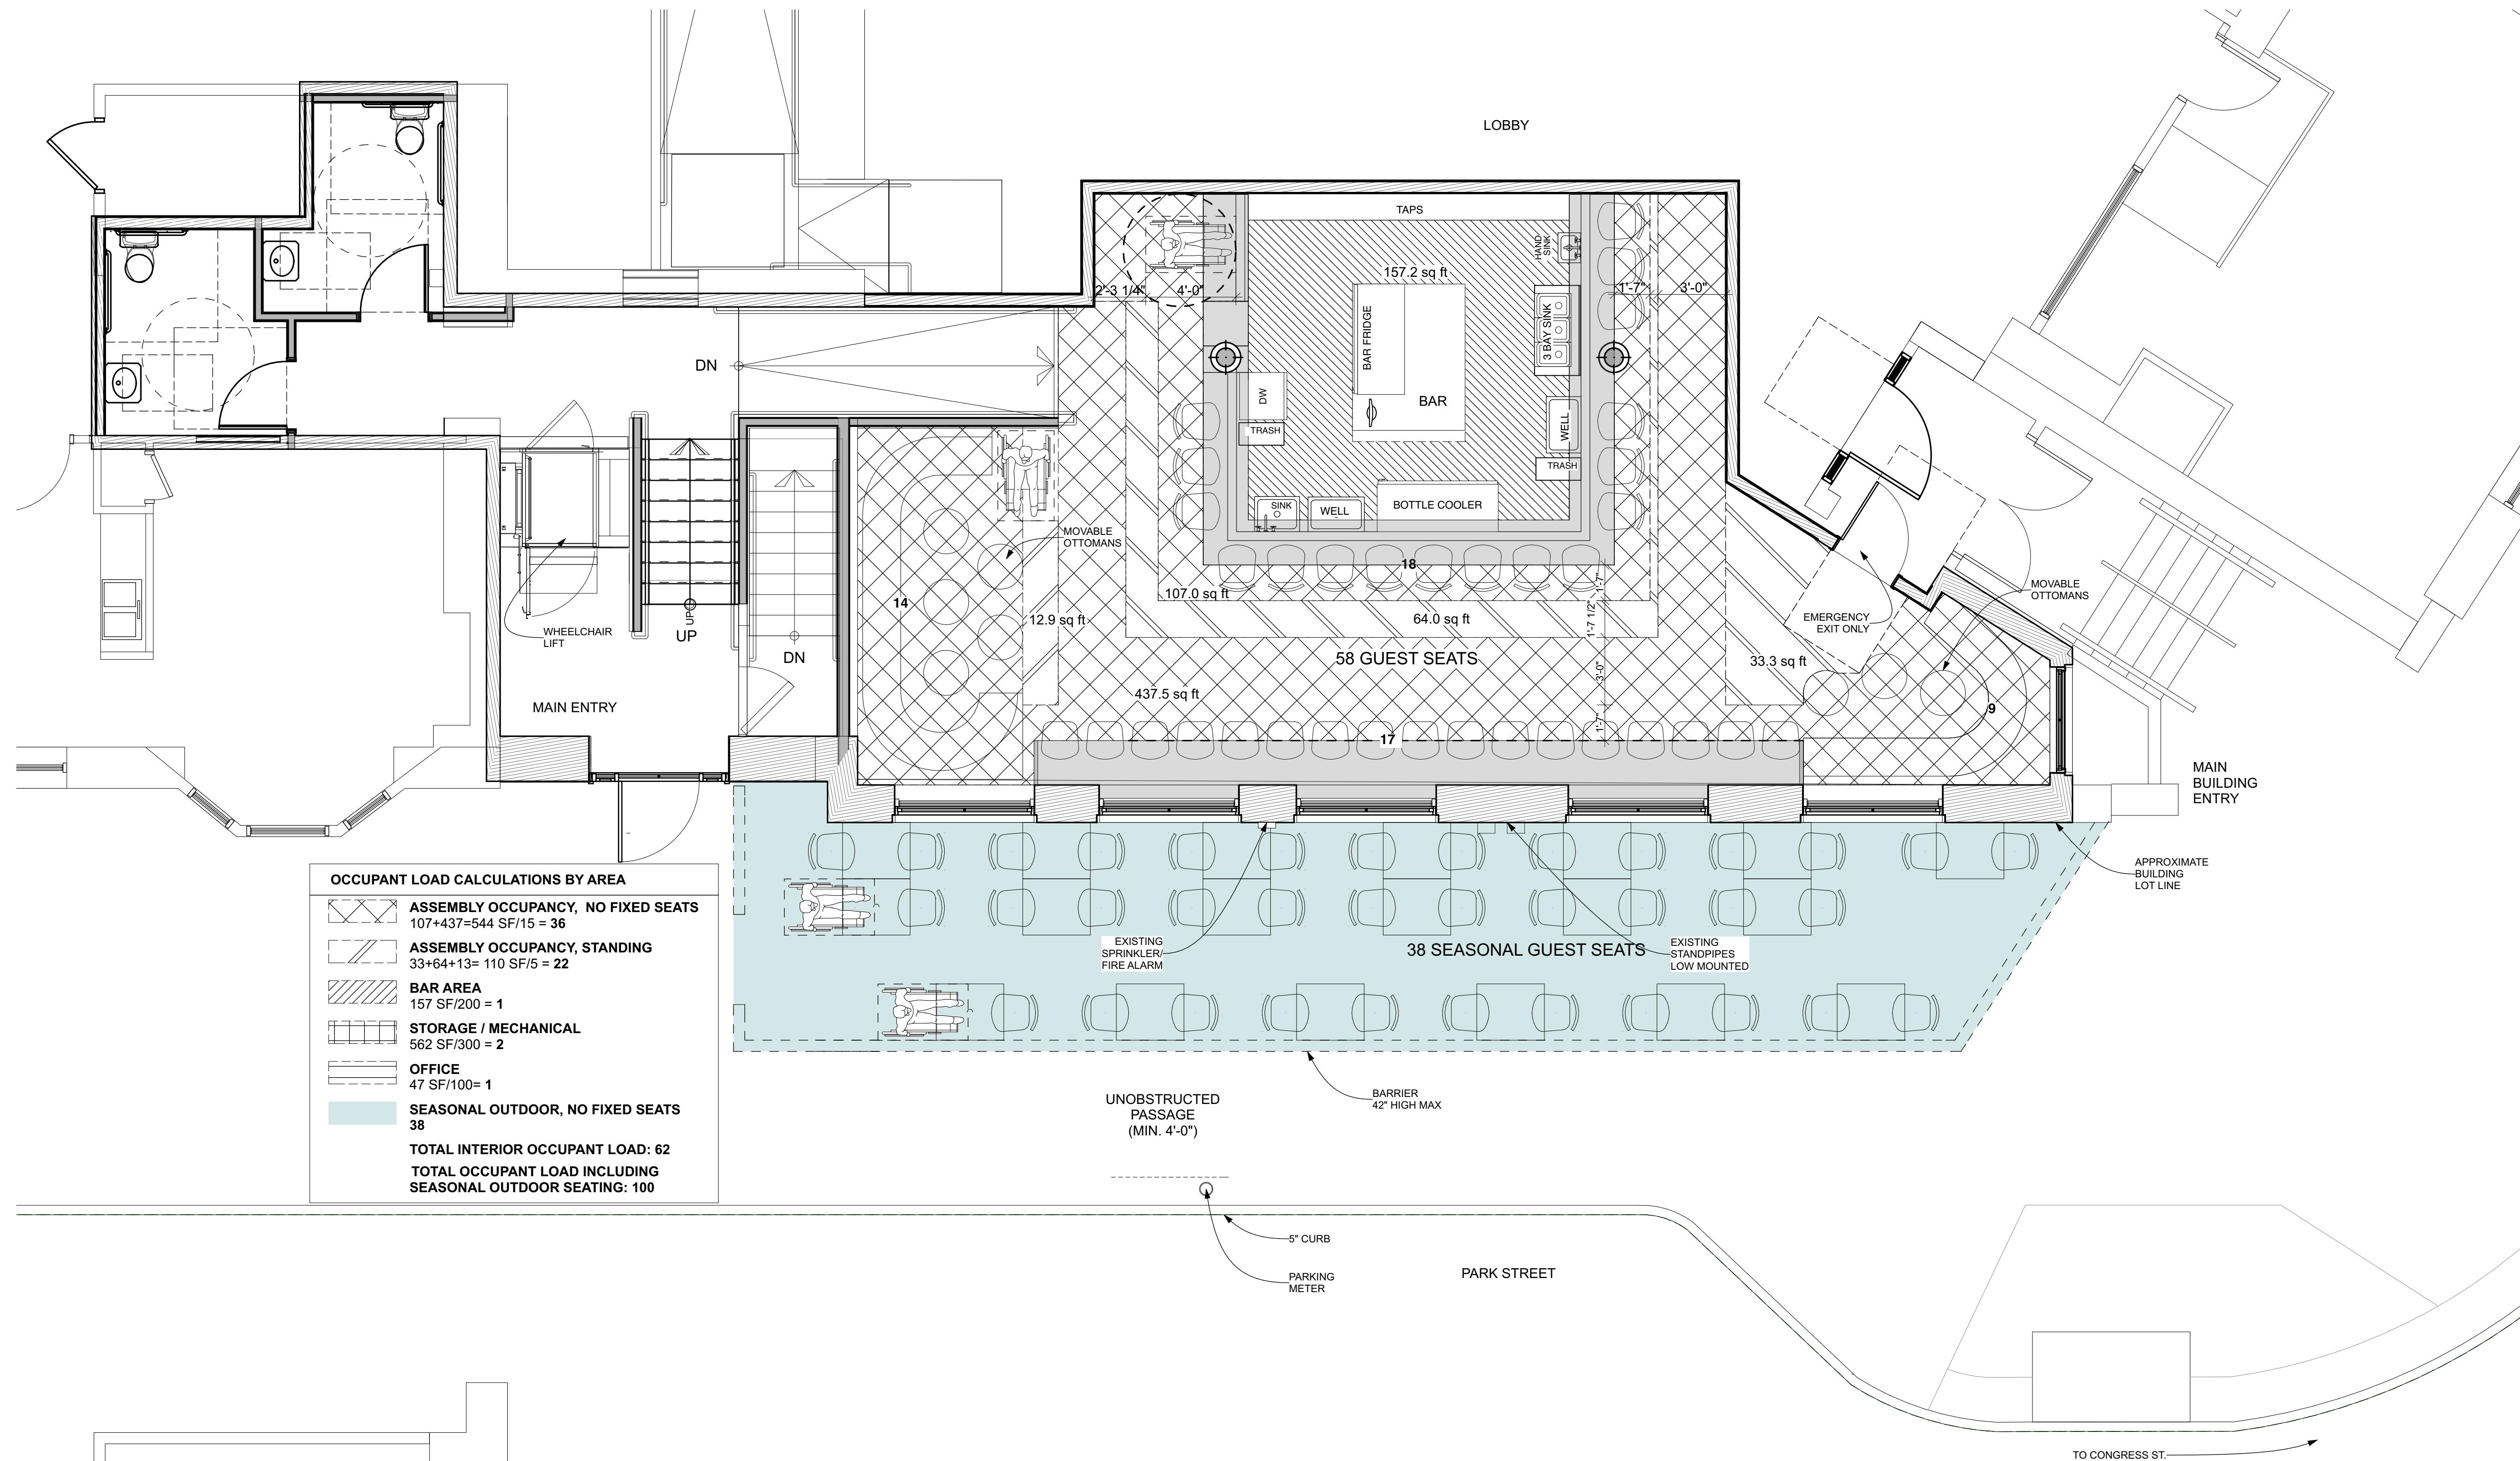 LOBBY
TAPS
HAND
SINK
157.2 sq ft
2'-3 1/4"
4'-0"
1'-7"
3'-0"
BAR FRIDGE
3 BAY SINK
DN
DW
BAR
TRASH
WELL
TRASH
SINK
WELL
BOTTLE COOLER
MOVABLE
OTTOMANS
18
1'-7"
107.0 sq ft
14
12.9 sq ft
64.0 sq ft
1'-7 1/2"
MOVABLE
OTTOMANS
EMERGENCY
EXIT ONLY
WHEELCHAIR
LIFT
UP
UP
DN
58 GUEST SEATS
33.3 sq ft
3'-0"
437.5 sq ft
MAIN ENTRY
9
1'-7"
17
MAIN
BUILDING
ENTRY
APPROXIMATE
BUILDING
LOT LINE
EXISTING
SPRINKLER/
FIRE ALARM
38 SEASONAL GUEST SEATS
EXISTING
STANDPIPES
LOW MOUNTED
OCCUPANT LOAD CALCULATIONS BY AREA
ASSEMBLY OCCUPANCY, NO FIXED SEATS
107+437=544 SF/15 = 36
ASSEMBLY OCCUPANCY, STANDING
33+64+13= 110 SF/5 = 22
BAR AREA
157 SF/200 = 1
STORAGE / MECHANICAL
562 SF/300 = 2
OFFICE
47 SF/100= 1
SEASONAL OUTDOOR, NO FIXED SEATS
38
TOTAL INTERIOR OCCUPANT LOAD: 62
TOTAL OCCUPANT LOAD INCLUDING
SEASONAL OUTDOOR SEATING: 100
UNOBSTRUCTED
PASSAGE
(MIN. 4'-0")
BARRIER
42" HIGH MAX
5" CURB
PARKING
METER
PARK STREET
TO CONGRESS ST.